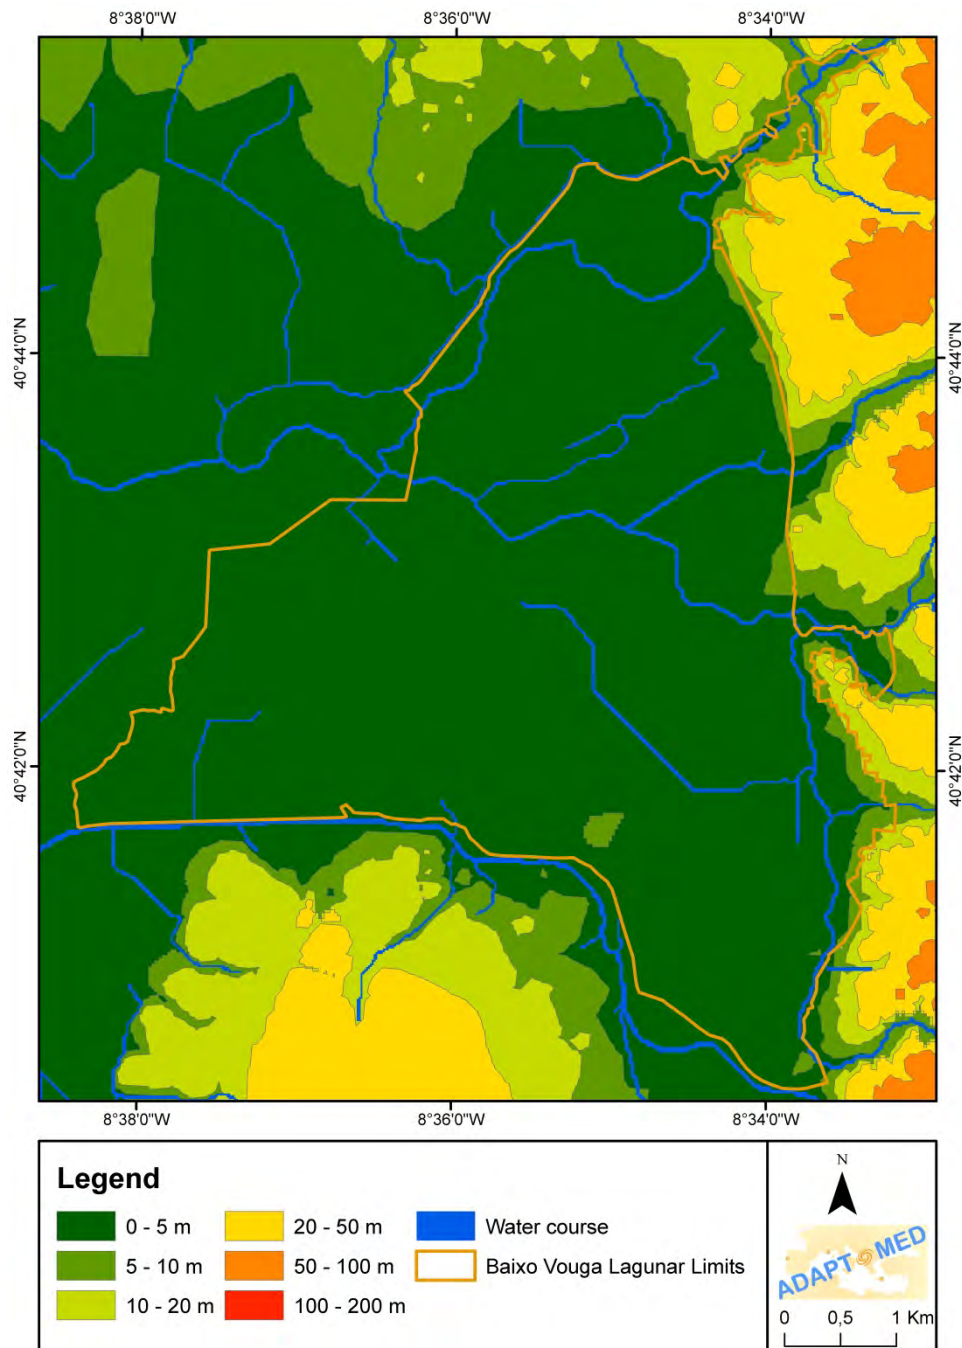 8°38'0"W 8°36'0"W 8°34'0"W
40°44'0"N 40°44'0"N
40°42'0"N 40°42'0"N
8°38'0"W 8°36'0"W 8°34'0"W
Legend
0 - 5 m 20 - 50 m Water course
5 - 10 m 50 - 100 m Baixo Vouga Lagunar Limits
10 - 20 m 100 - 200 m
N
ADAPT MED
0 0,5 1 Km